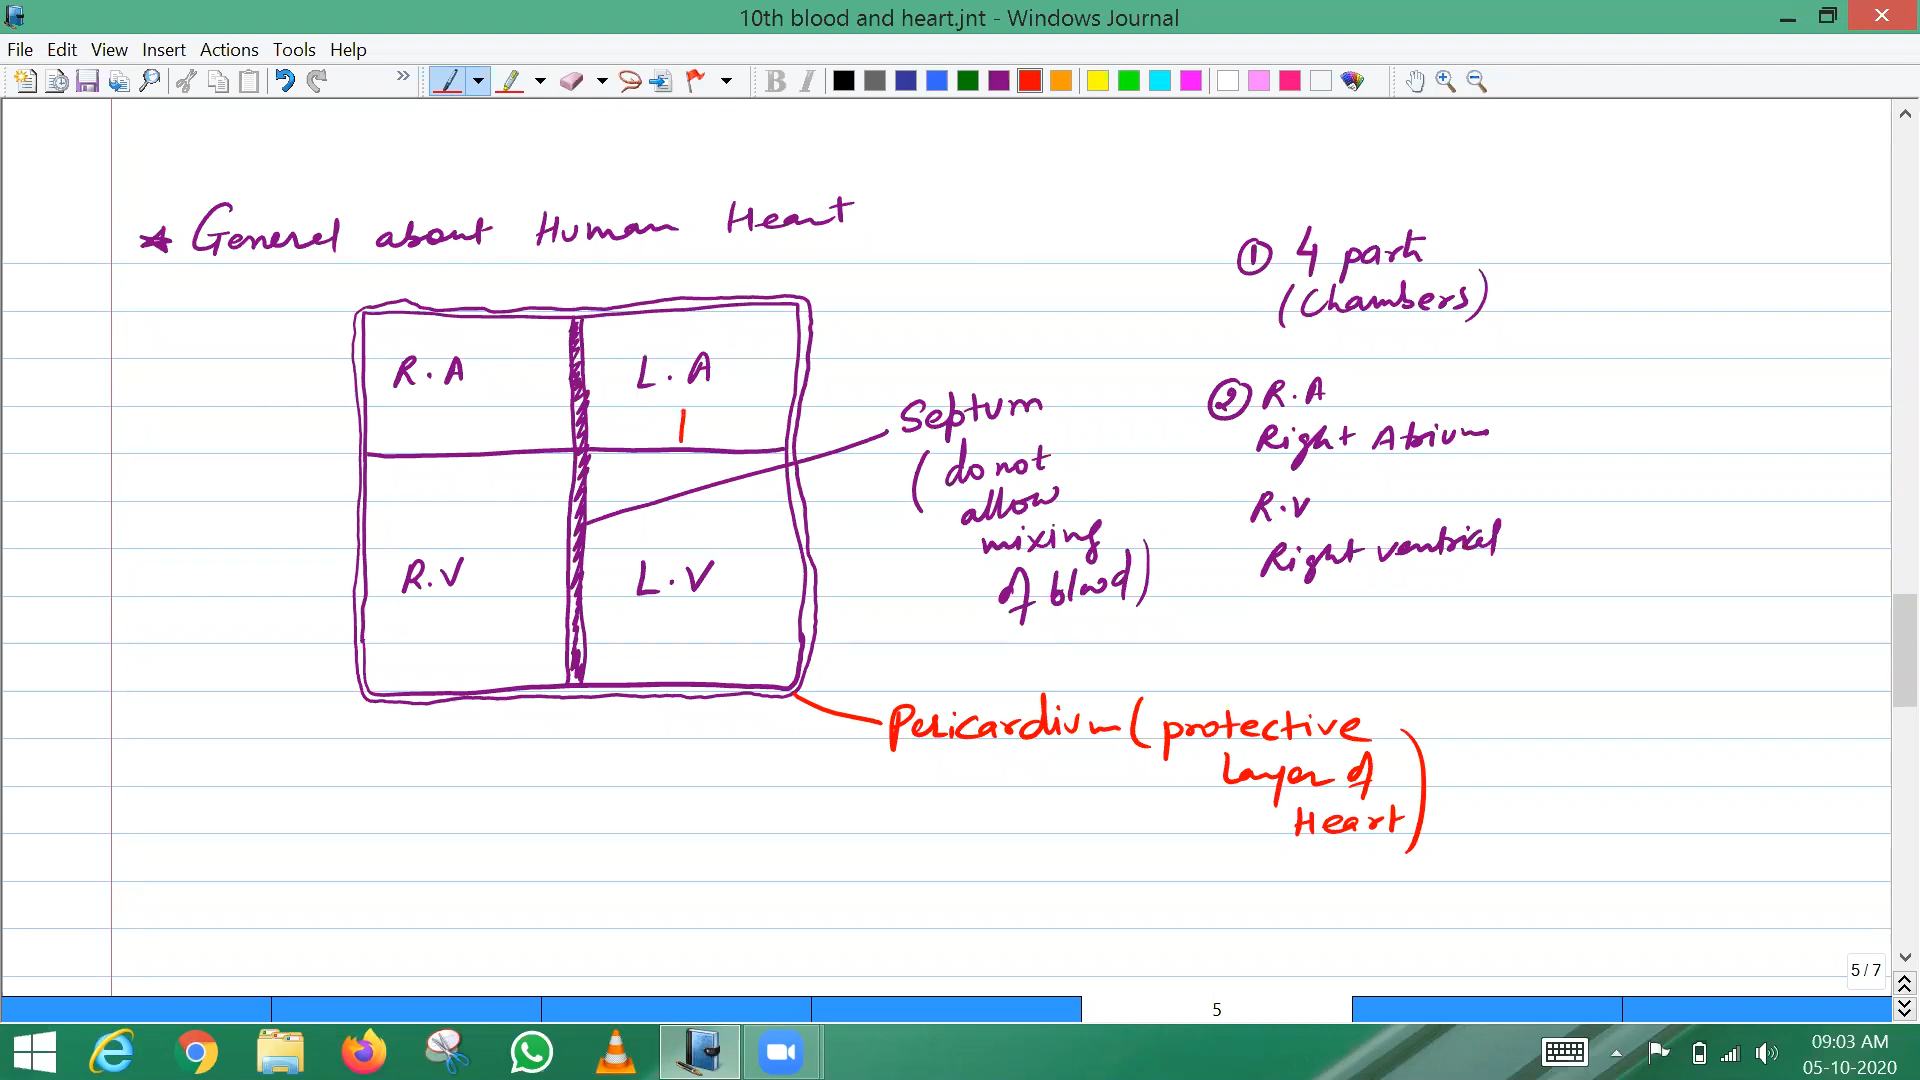 10th blood and heart.jnt - Windows Journal
File Edit View Insert Actions Tools Help
General about Human Heart
R.A
L.A
R.V
L.V
Septum
(do not
allow
mixing
of blood)
① 4 parts
(Chambers)
② R.A
Right Atrium
R.V
Right ventrical
Pericardium (protective
Layer of
Heart)
5 / 7
5
09:03 AM
05-10-2020